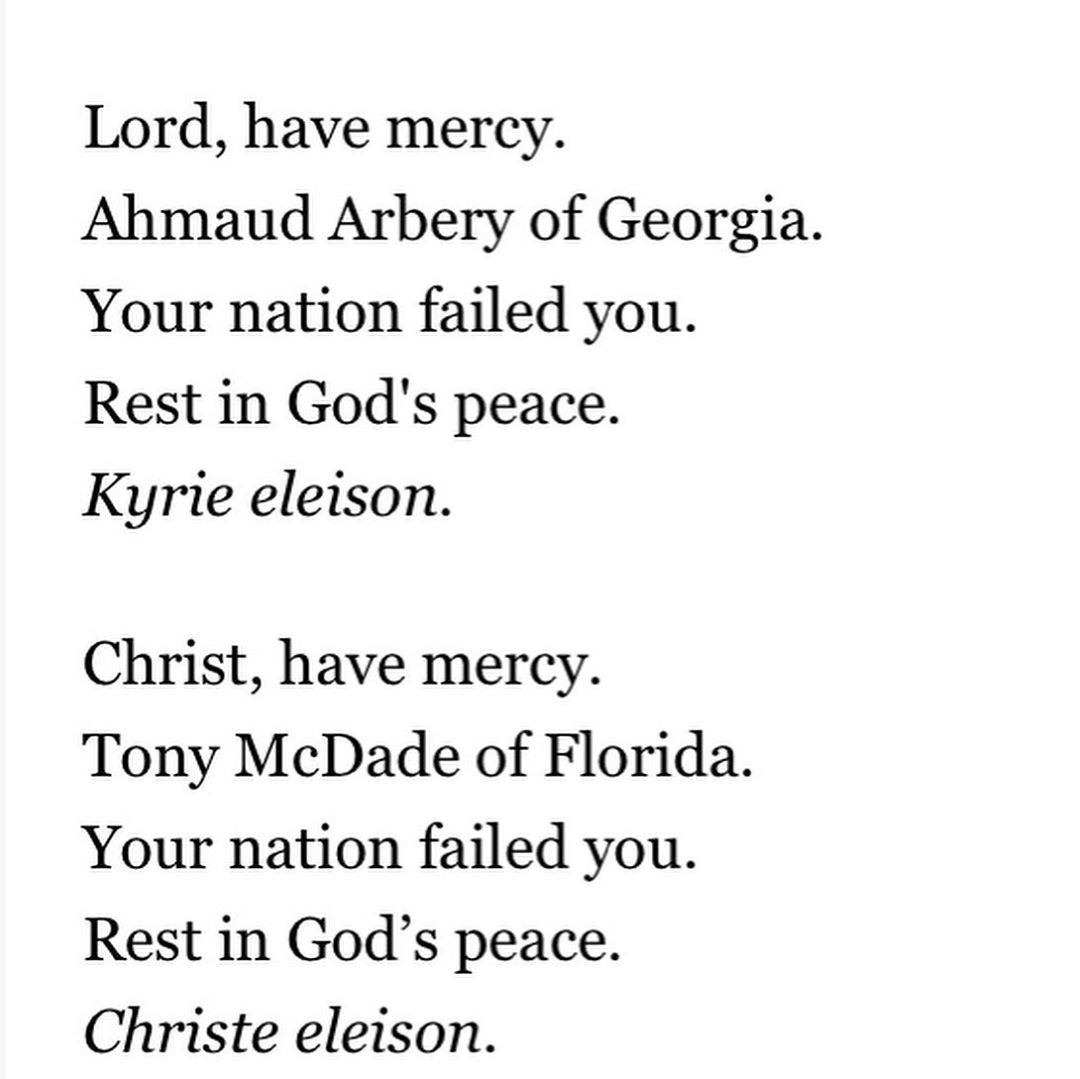 Lord, have mercy.
Ahmaud Arbery of Georgia.
Your nation failed you.
Rest in God's peace.
Kyrie eleison.
Christ, have mercy.
Tony McDade of Florida.
Your nation failed you.
Rest in God’s peace.
Christe eleison.